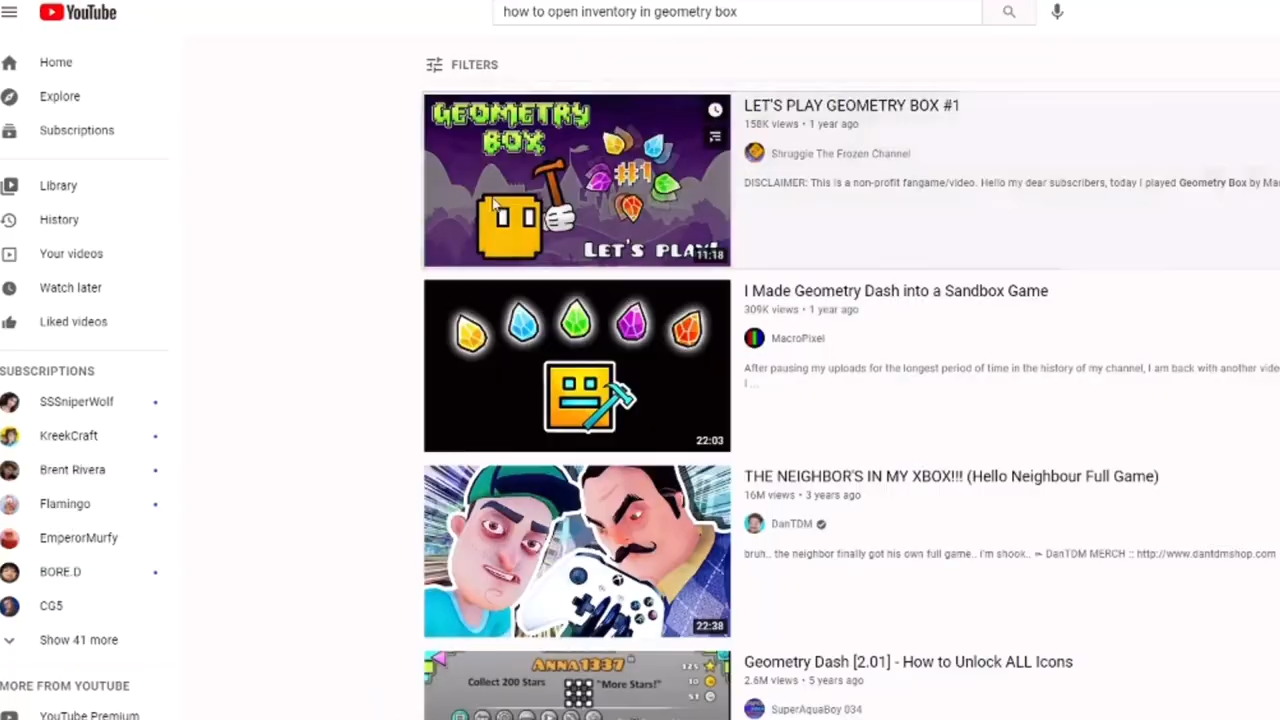 YouTube
how to open inventory in geometry box
Home
Explore
Subscriptions
Library
History
Your videos
Watch later
Liked videos
SUBSCRIPTIONS
SSSniperWolf
KreekCraft
Brent Rivera
Flamingo
EmperorMurfy
BORE.D
CG5
Show 41 more
MORE FROM YOUTUBE
YouTube Premium
FILTERS
GEOMETRY
BOX
#1
LET'S PLAY!
11:18
LET'S PLAY GEOMETRY BOX #1
158K views • 1 year ago
Shruggie The Frozen Channel
DISCLAIMER: This is a non-profit fangame/video. Hello my dear subscribers, today I played Geometry Box by
22:03
I Made Geometry Dash into a Sandbox Game
309K views • 1 year ago
MacroPixel
After pausing my uploads for the longest period of time in the history of my channel, I am back with another
I ...
22:38
THE NEIGHBOR'S IN MY XBOX!!! (Hello Neighbour Full Game)
16M views • 3 years ago
DanTDM
bruh.. the neighbor finally got his own full game.. i'm shook.. ► DanTDM MERCH :: http://www.dantdmshop.com
ANNA1337
Collect 200 Stars
"More Stars!"
Geometry Dash [2.01] - How to Unlock ALL Icons
2.6M views • 5 years ago
SuperAquaBoy 034